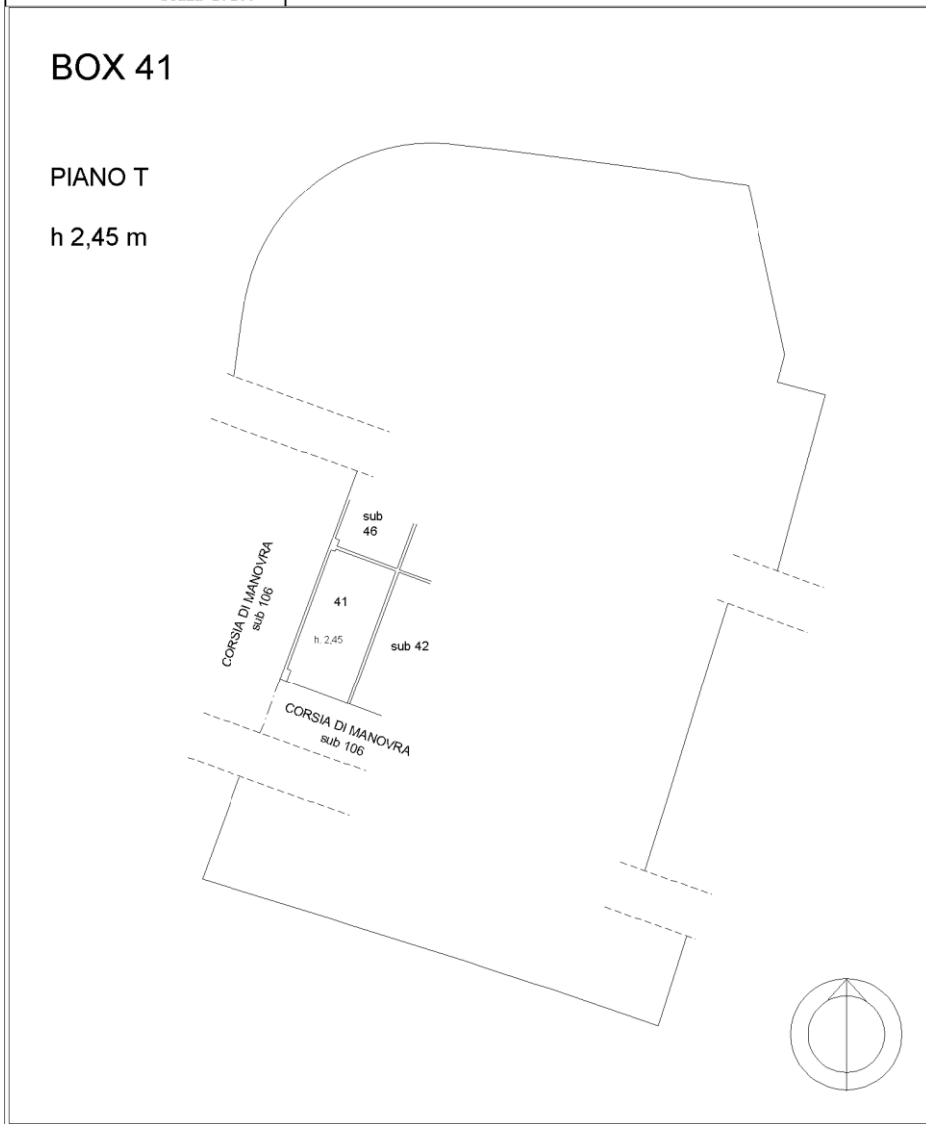 BOX 41
PIANO T
h 2,45 m
sub
46
CORSIA DI MANOVRA
sub 106
41
h. 2,45
sub 42
CORSIA DI MANOVRA
sub 106